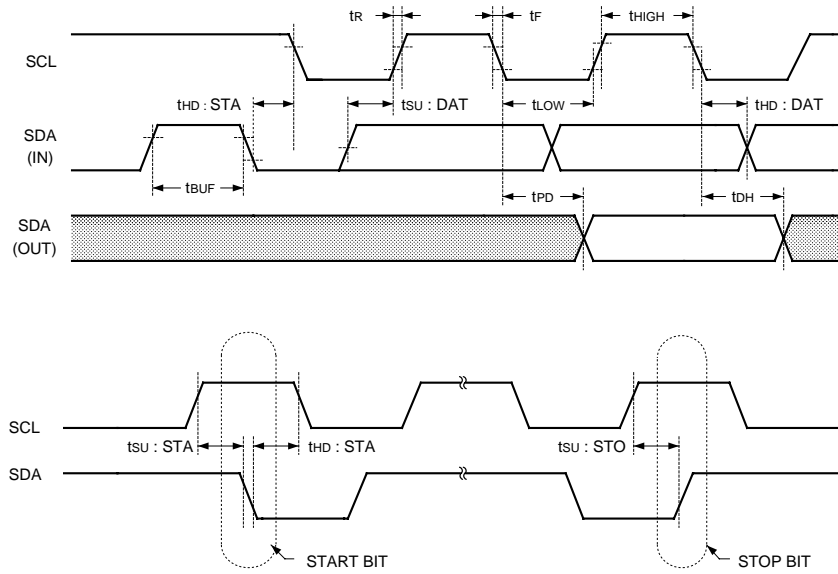 tR tF tHIGH
SCL
tHD : STA tSU : DAT tLOW tHD : DAT
SDA
(IN)
tBUF
tPD tDH
SDA
(OUT)
SCL
tSU : STA tHD : STA tSU : STO
SDA
START BIT STOP BIT